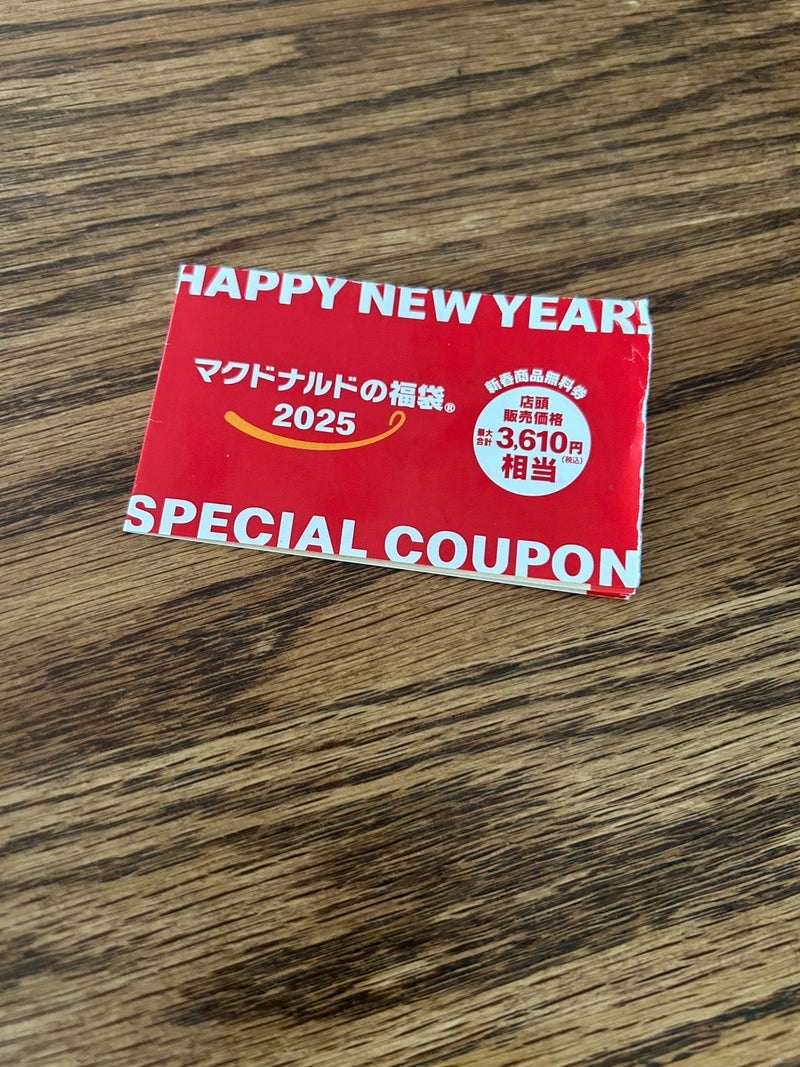 HAPPY NEW YEAR!
マクドナルドの福袋®
2025
新春商品無料券
店頭
販売価格
最大
合計 3,610円
(税込)
相当
SPECIAL COUPON